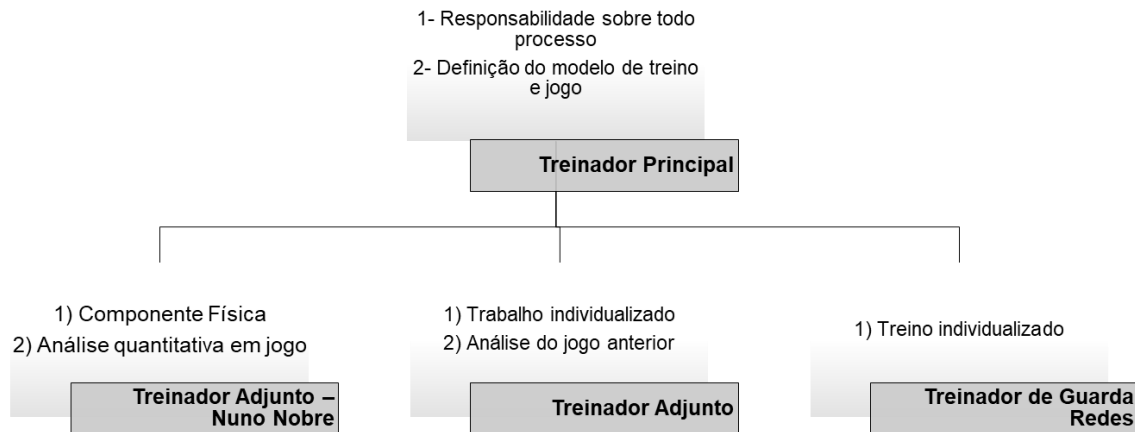 1- Responsabilidade sobre todo
processo
2- Definição do modelo de treino
e jogo
Treinador Principal
1) Componente Física
2) Análise quantitativa em jogo
Treinador Adjunto –
Nuno Nobre
1) Trabalho individualizado
2) Análise do jogo anterior
Treinador Adjunto
1) Treino individualizado
Treinador de Guarda
Redes